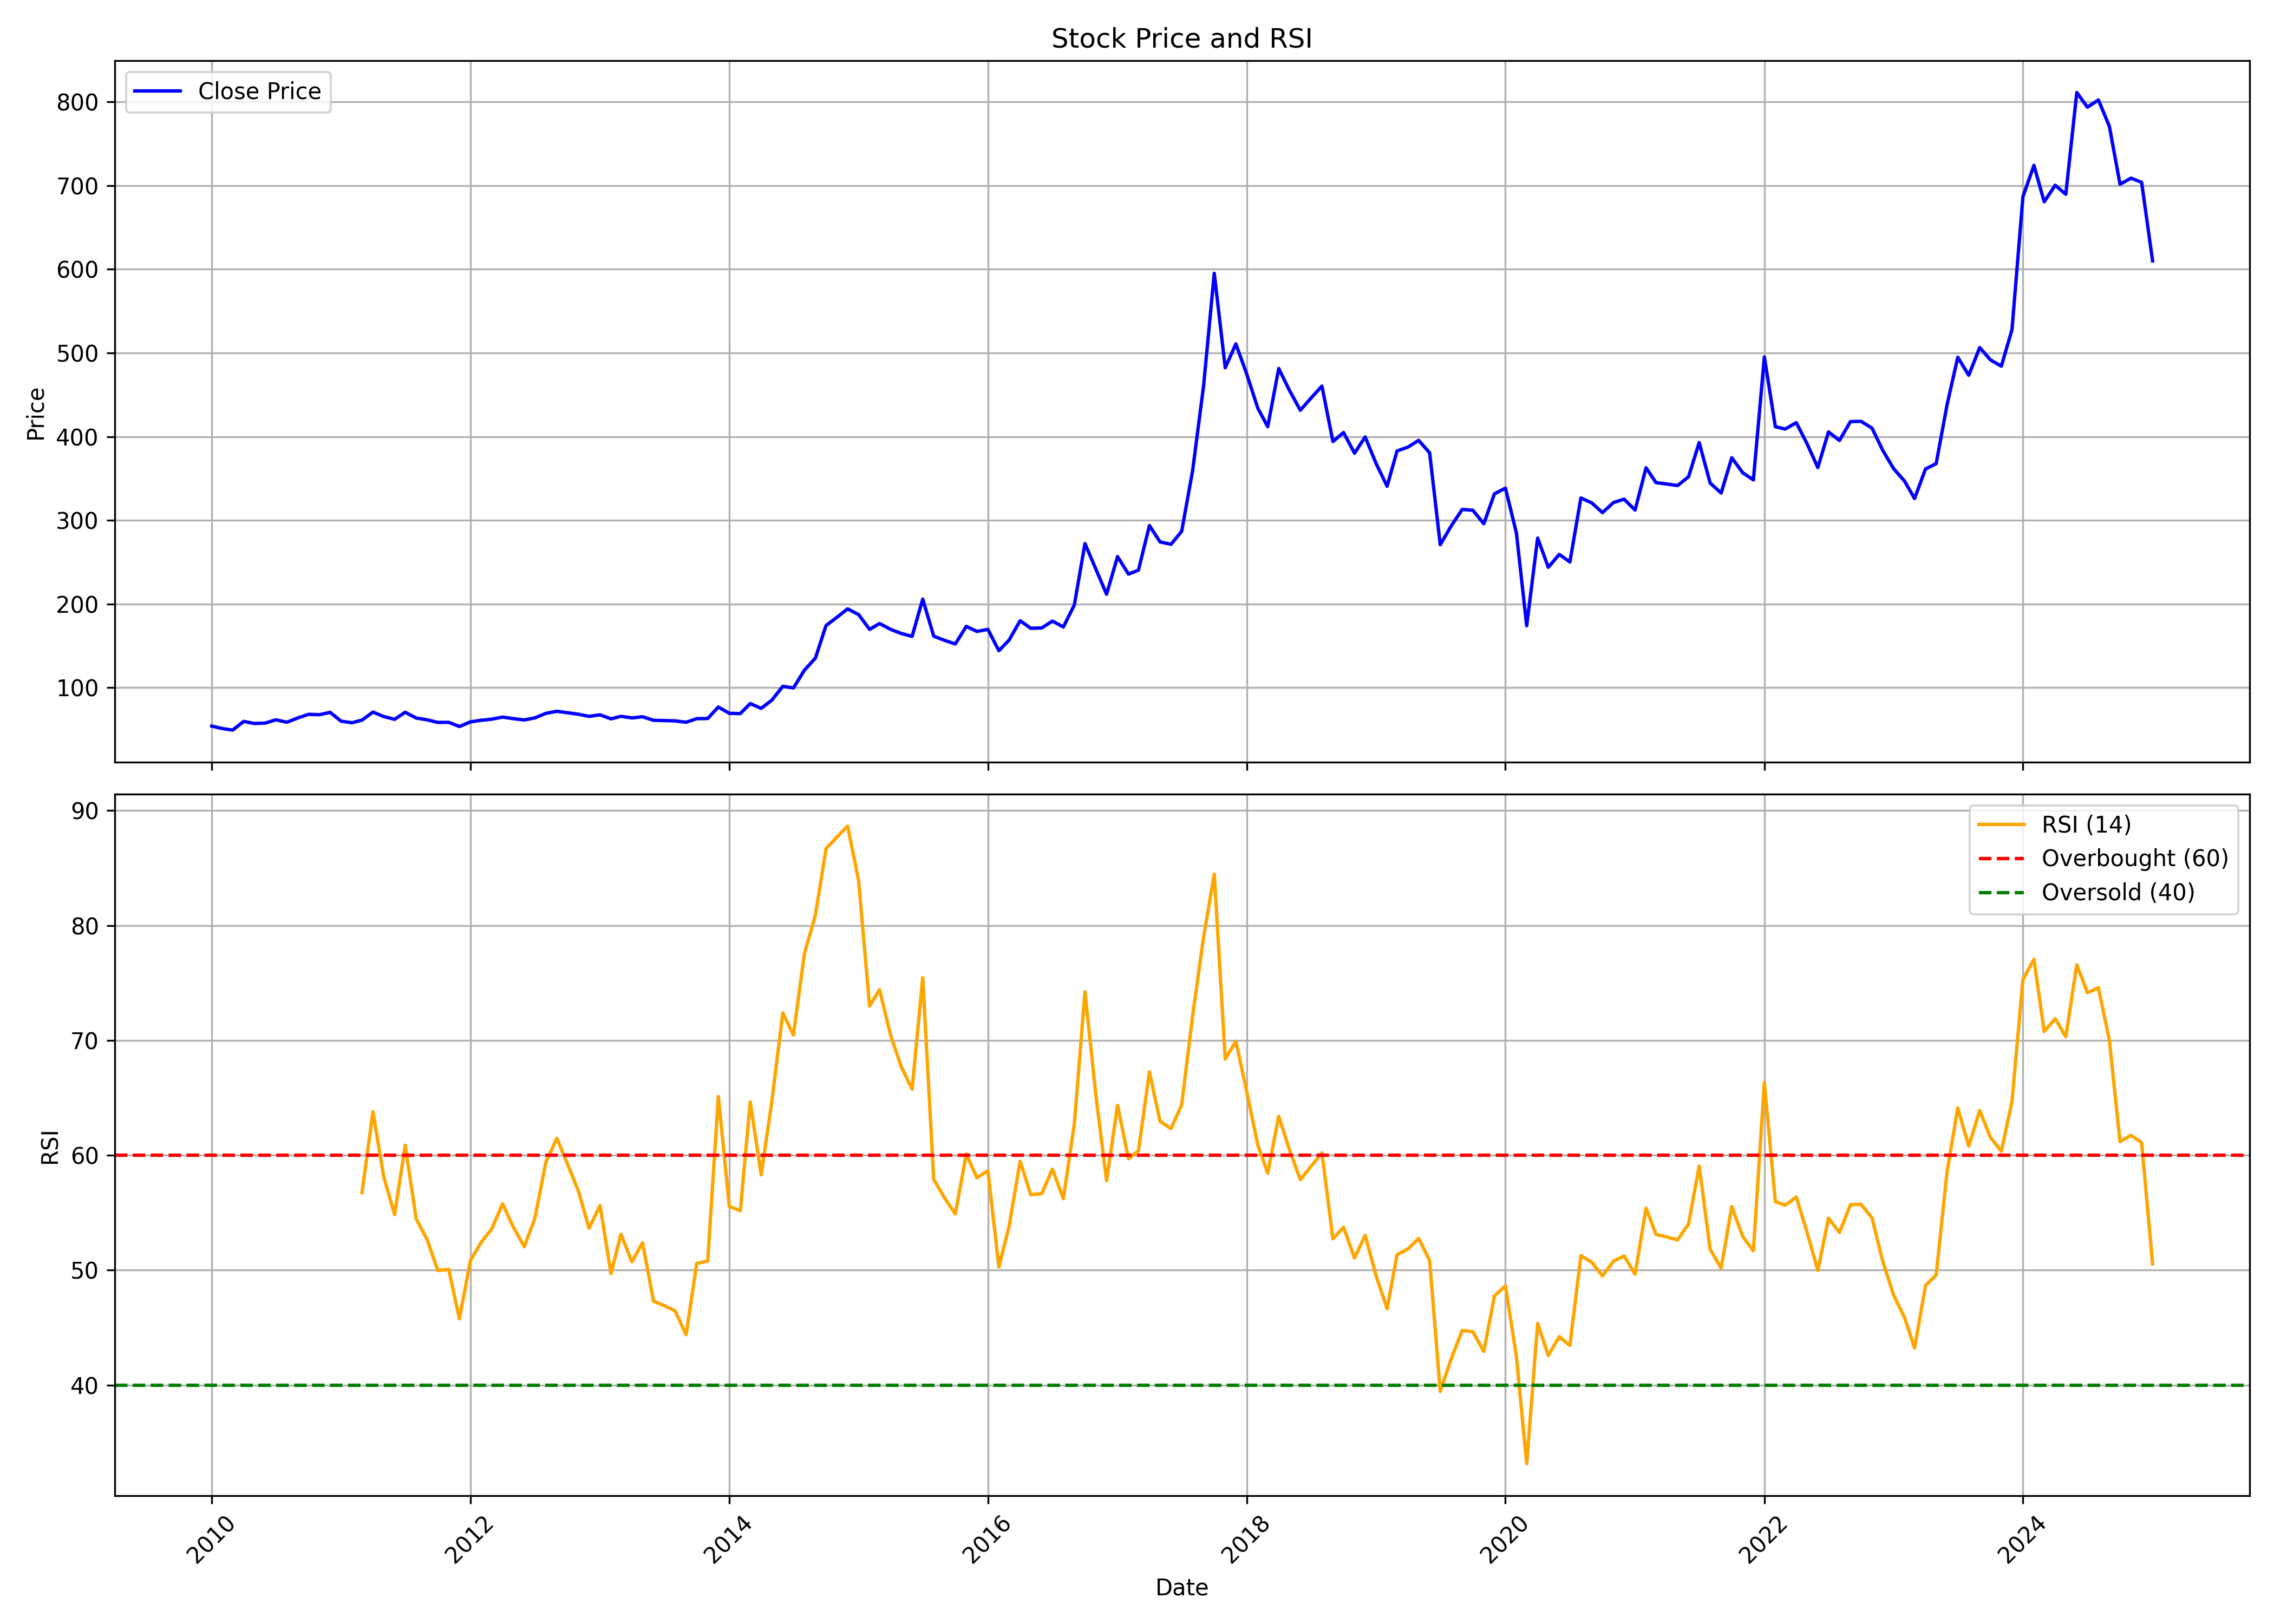 Stock Price and RSI
Close Price
800
700
600
500
400
300
200
100
Price
90
80
70
60
50
40
RSI
RSI (14)
Overbought (60)
Oversold (40)
2010
2012
2014
2016
2018
2020
2022
2024
Date